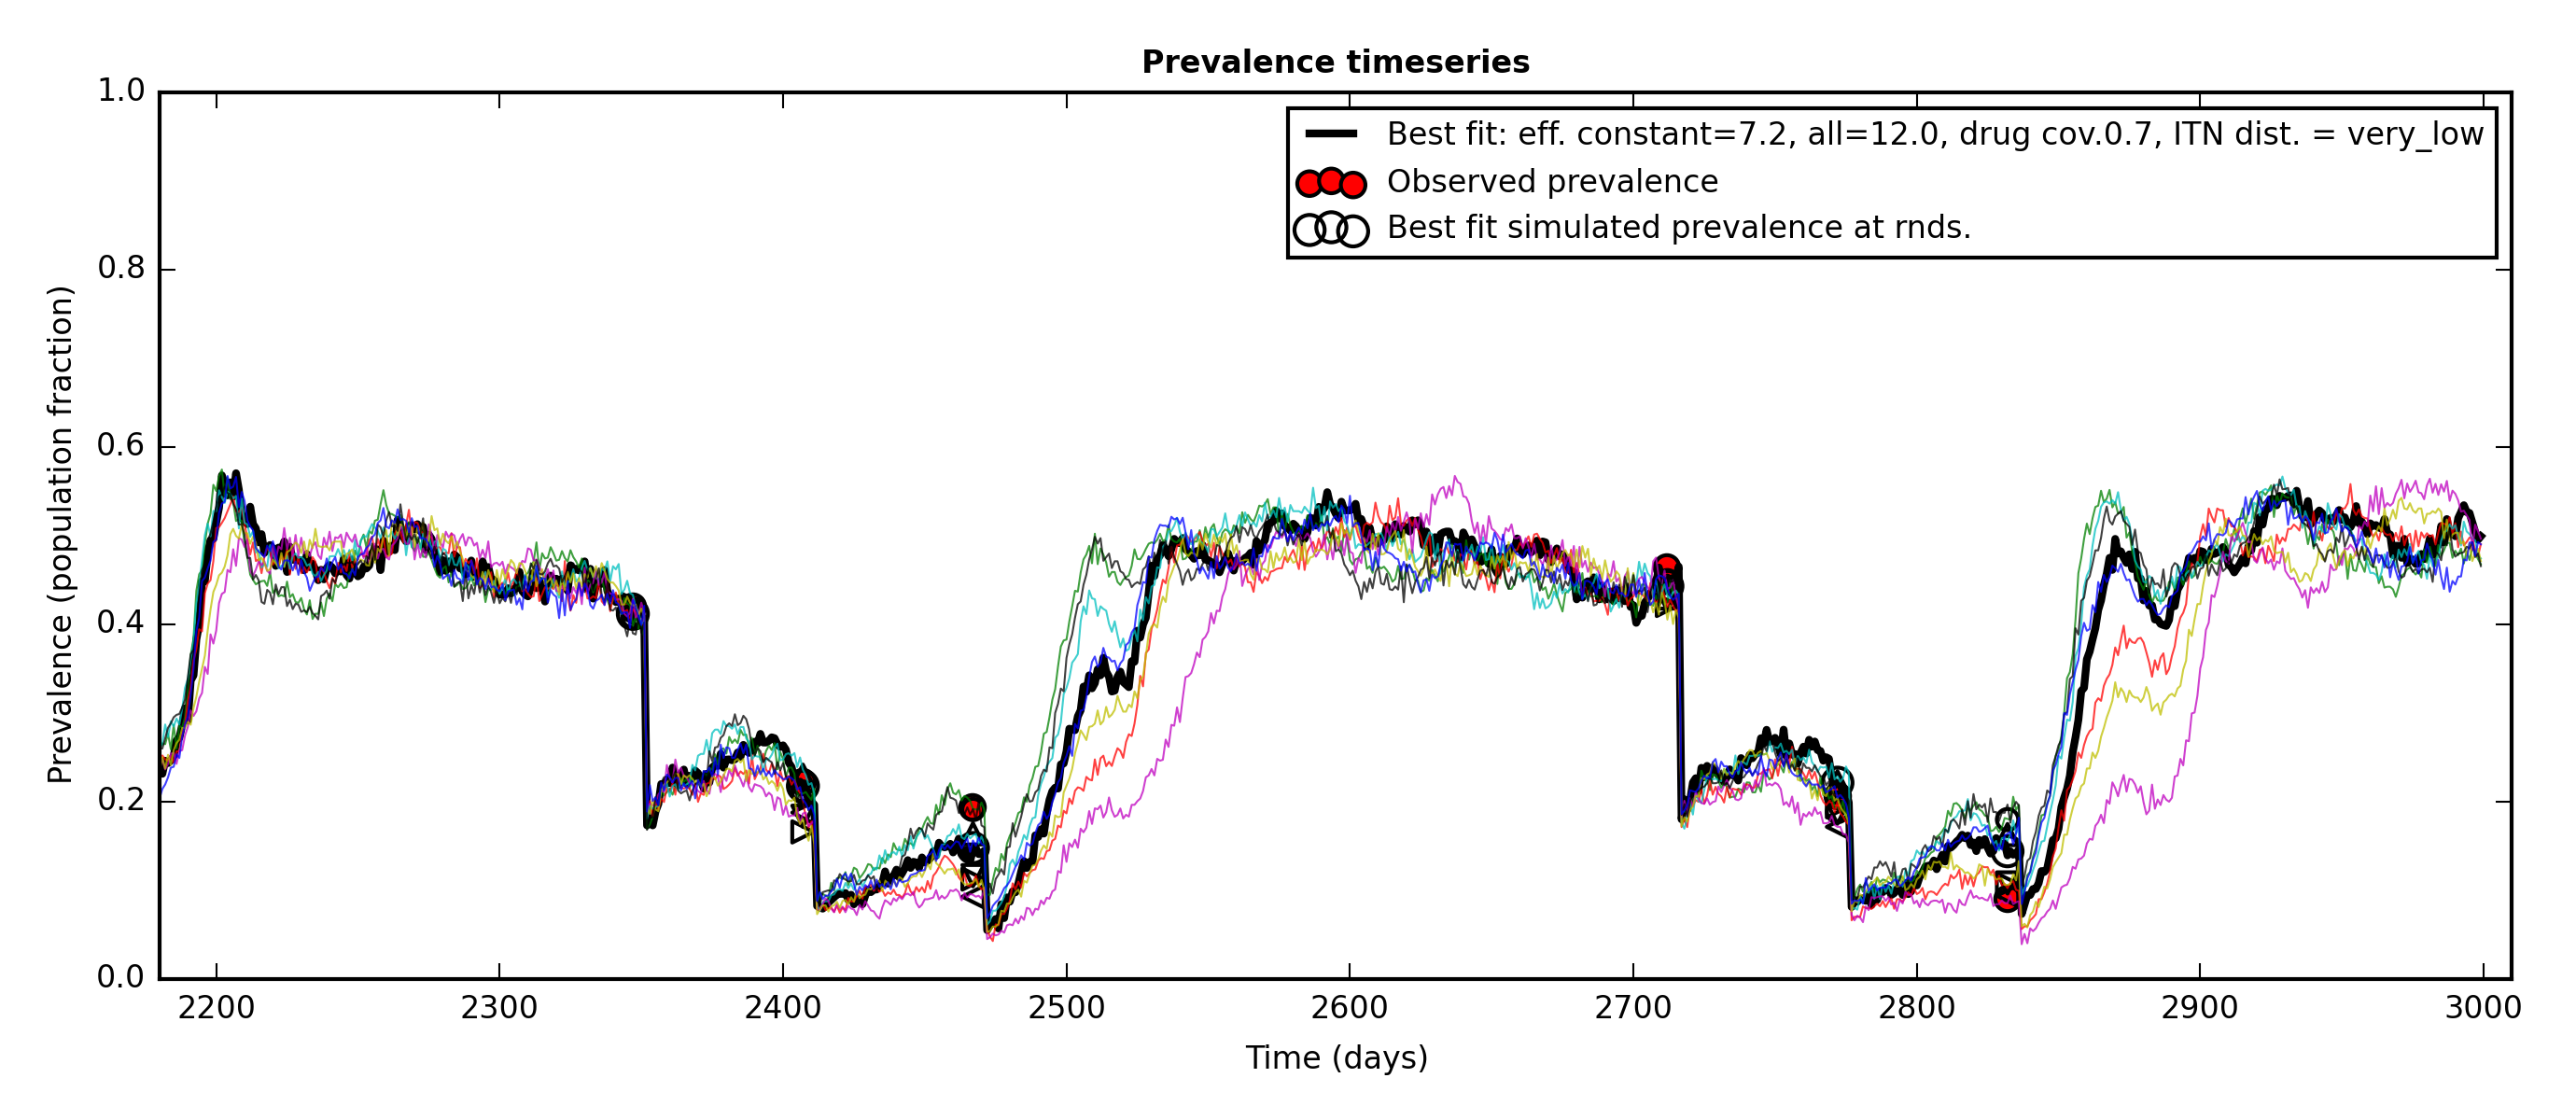 Prevalence timeseries
1.0
0.8
0.6
0.4
0.2
0.0
Prevalence (population fraction)
Best fit: eff. constant=7.2, all=12.0, drug cov.0.7, ITN dist. = very_low
Observed prevalence
Best fit simulated prevalence at rnds.
2200 2300 2400 2500 2600 2700 2800 2900 3000
Time (days)